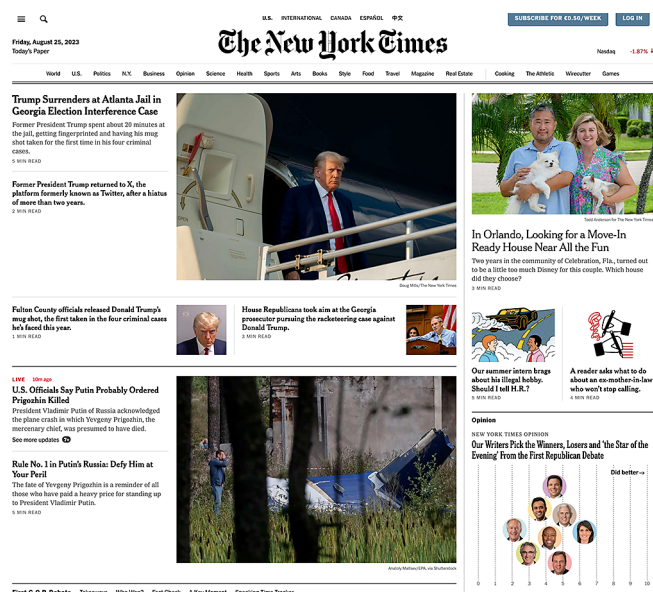 U.S. INTERNATIONAL CANADA ESPAÑOL 中文
SUBSCRIBE FOR €0.50/WEEK LOG IN
Friday, August 25, 2023
Today's Paper
The New York Times
Nasdaq -1.87%
World U.S. Politics N.Y. Business Opinion Science Health Sports Arts Books Style Food Travel Magazine Real Estate Cooking The Athletic Wirecutter Games
Trump Surrenders at Atlanta Jail in
Georgia Election Interference Case
Former President Trump spent about 20 minutes at
the jail, getting fingerprinted and having his mug
shot taken for the first time in his four criminal
cases.
5 MIN READ
Former President Trump returned to X, the
platform formerly known as Twitter, after a hiatus
of more than two years.
2 MIN READ
Doug Mills/The New York Times
Fulton County officials released Donald Trump's
mug shot, the first taken in the four criminal cases
he's faced this year.
1 MIN READ
House Republicans took aim at the Georgia
prosecutor pursuing the racketeering case against
Donald Trump.
3 MIN READ
LIVE 10m ago
U.S. Officials Say Putin Probably Ordered
Prigozhin Killed
President Vladimir Putin of Russia acknowledged
the plane crash in which Yevgeny Prigozhin, the
mercenary chief, was presumed to have died.
See more updates
Rule No. 1 in Putin's Russia: Defy Him at
Your Peril
The fate of Yevgeny Prigozhin is a reminder of all
those who have paid a heavy price for standing up
to President Vladimir Putin.
5 MIN READ
Anatoly Maltsev/EPA, via Shutterstock
Todd Anderson for The New York Times
In Orlando, Looking for a Move-In
Ready House Near All the Fun
Two years in the community of Celebration, Fla., turned out
to be a little too much Disney for this couple. Which house
did they choose?
3 MIN READ
Our summer intern brags
about his illegal hobby.
Should I tell H.R.?
5 MIN READ
A reader asks what to do
about an ex-mother-in-law
who won't stop calling.
4 MIN READ
Opinion
NEW YORK TIMES OPINION
Our Writers Pick the Winners, Losers and 'the Star of the
Evening' From the First Republican Debate
Did better→
0 1 2 3 4 5 6 7 8 9 10